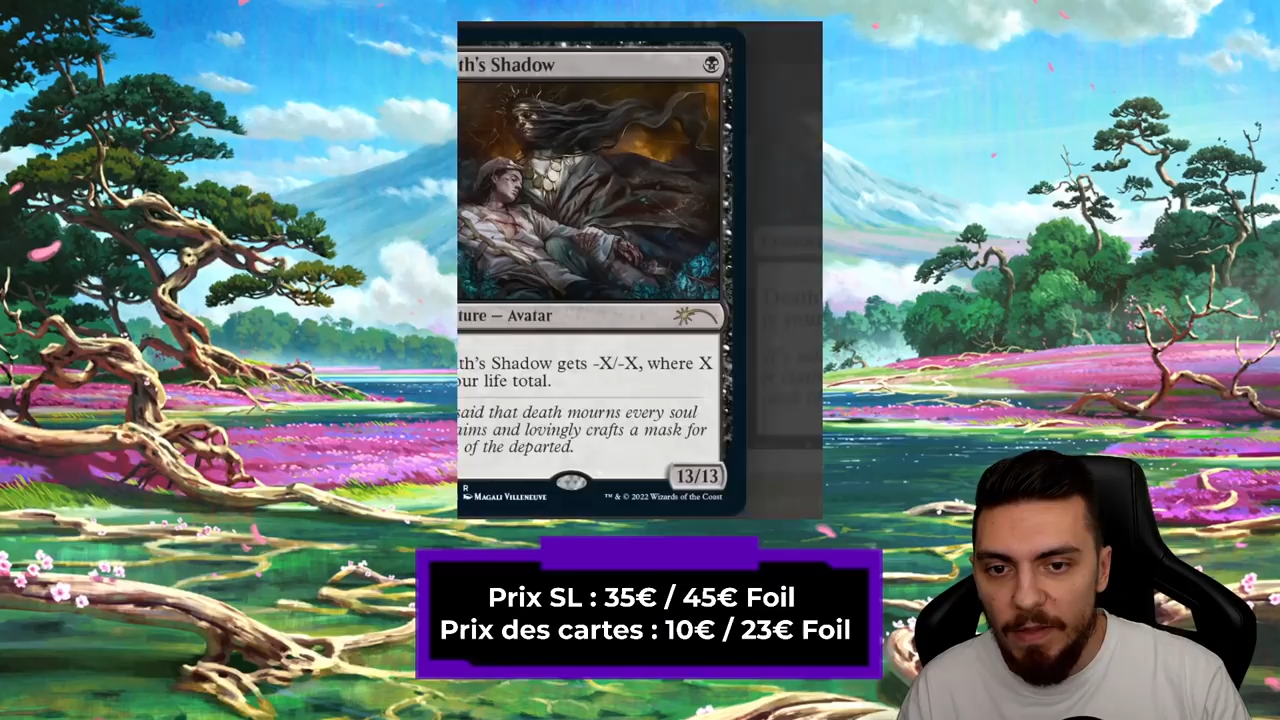 th's Shadow
ture — Avatar
th's Shadow gets -X/-X, where X
our life total.
said that death mourns every soul
aims and lovingly crafts a mask for
of the departed.
13/13
R
MAGALI VILLENEUVE
™ & © 2022 Wizards of the Coast
Prix SL : 35€ / 45€ Foil
Prix des cartes : 10€ / 23€ Foil